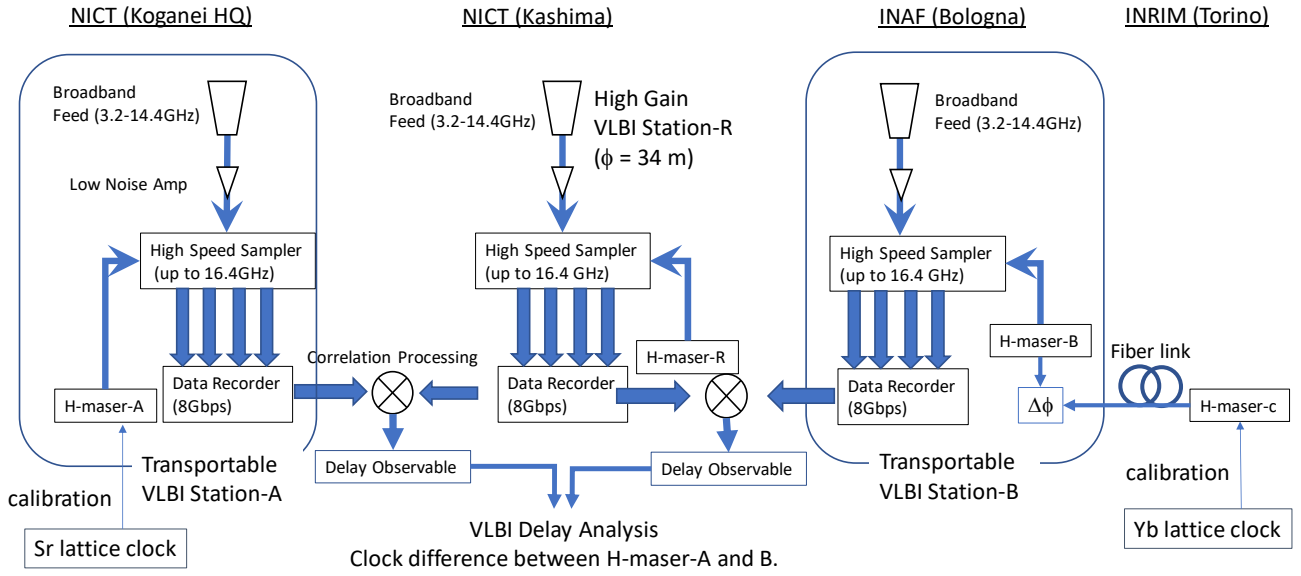 NICT (Koganei HQ)
NICT (Kashima)
INAF (Bologna)
INRIM (Torino)
Broadband
Feed (3.2-14.4GHz)
Low Noise Amp
High Speed Sampler
(up to 16.4GHz)
Data Recorder
(8Gbps)
H-maser-A
Transportable
VLBI Station-A
calibration
Sr lattice clock
Broadband
Feed (3.2-14.4GHz)
High Gain
VLBI Station-R
(ϕ = 34 m)
High Speed Sampler
(up to 16.4 GHz)
H-maser-R
Correlation Processing
Data Recorder
(8Gbps)
Delay Observable
Delay Observable
VLBI Delay Analysis
Clock difference between H-maser-A and B.
Broadband
Feed (3.2-14.4GHz)
High Speed Sampler
(up to 16.4 GHz)
H-maser-B
Data Recorder
(8Gbps)
Δϕ
Transportable
VLBI Station-B
Fiber link
H-maser-c
calibration
Yb lattice clock